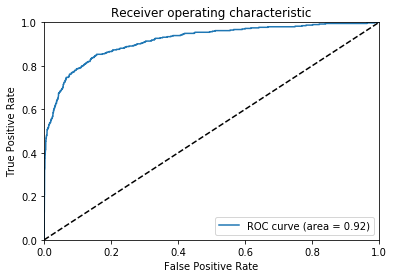 Receiver operating characteristic
True Positive Rate
1.0
0.8
0.6
0.4
0.2
0.0
ROC curve (area = 0.92)
0.0 0.2 0.4 0.6 0.8 1.0
False Positive Rate